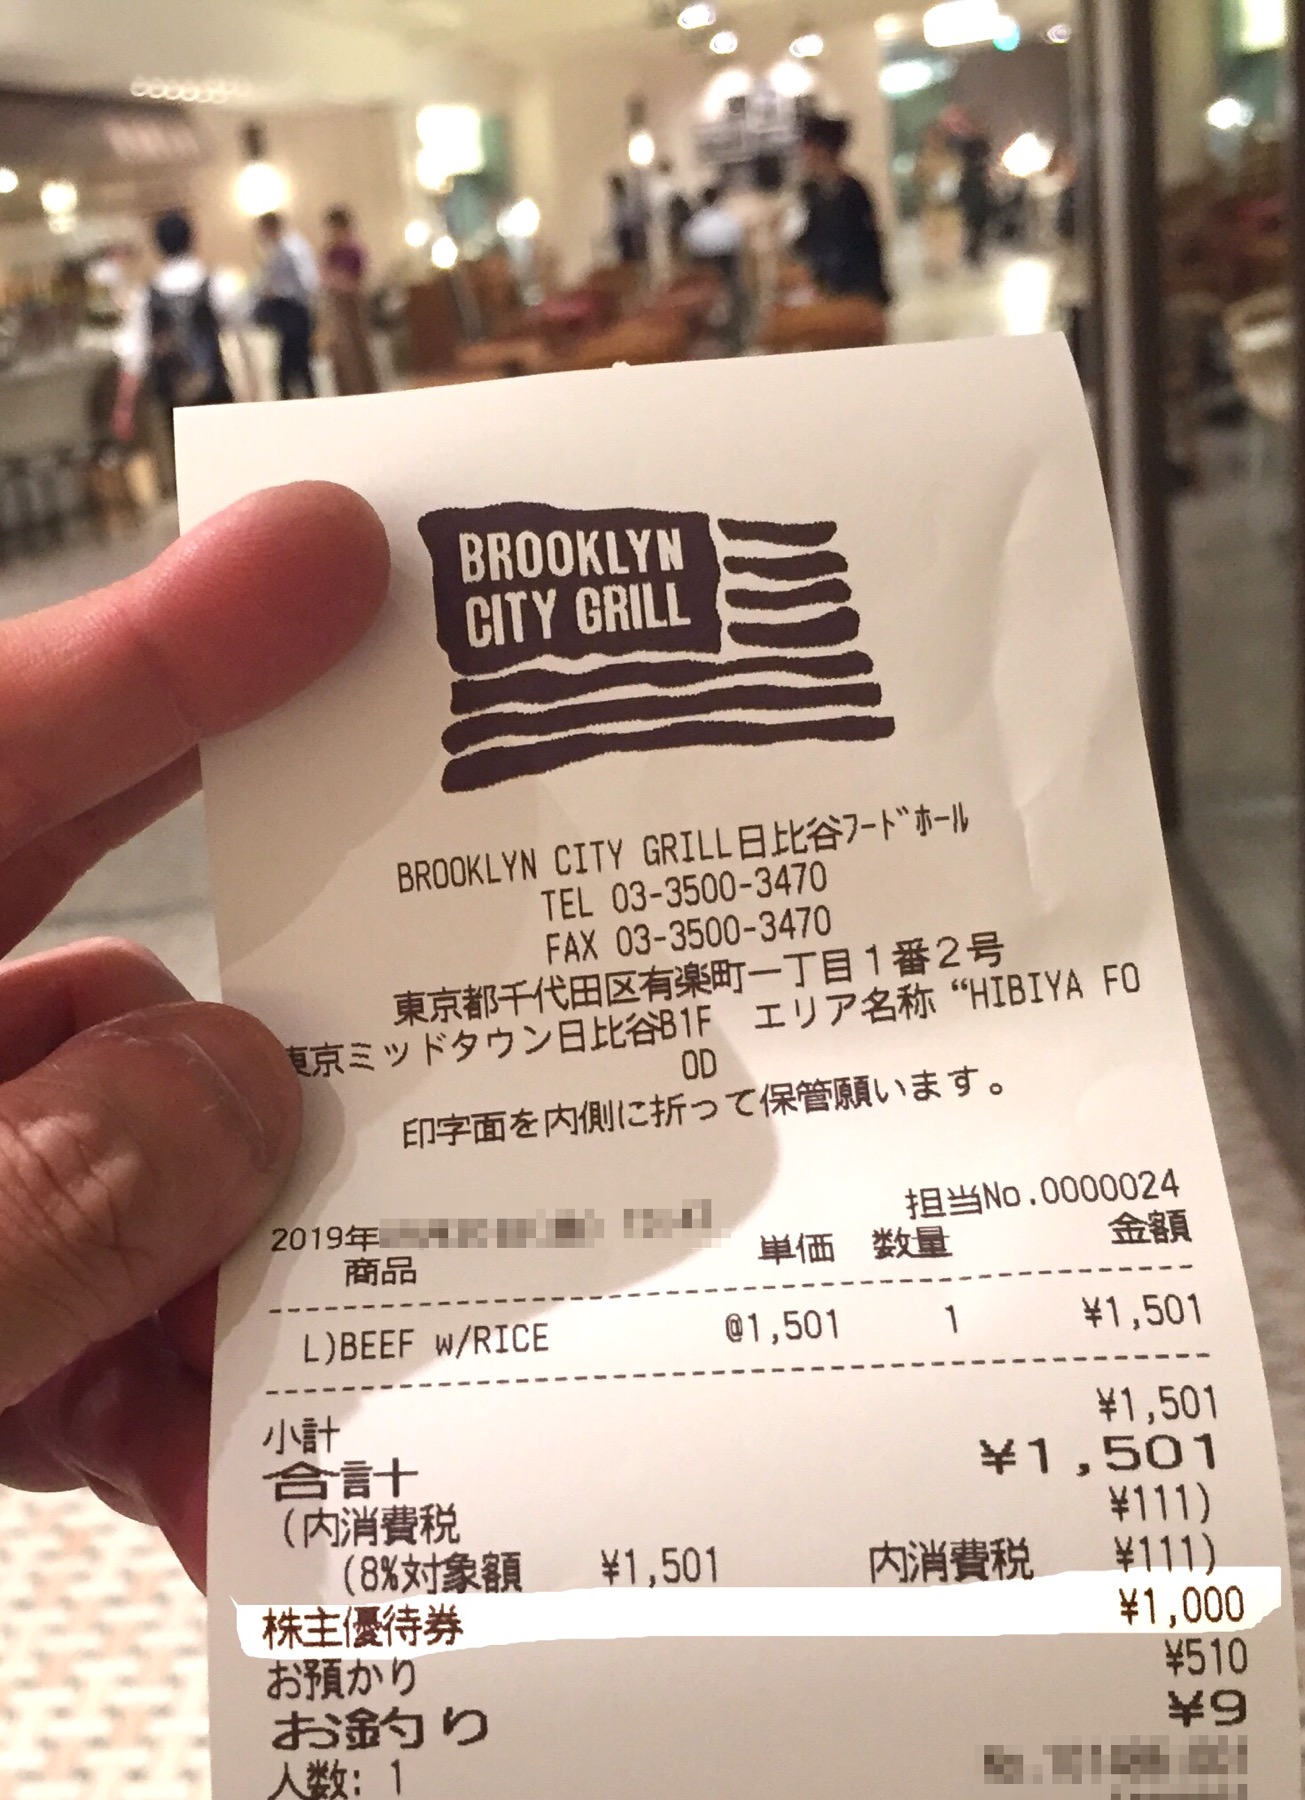 BROOKLYN
CITY GRILL
BROOKLYN CITY GRILL日比谷フードホール
TEL 03-3500-3470
FAX 03-3500-3470
東京都千代田区有楽町一丁目1番2号
東京ミッドタウン日比谷B1F エリア名称 “HIBIYA FO
OD
印字面を内側に折って保管願います。
担当No.0000024
2019年
商品 単価 数量 金額
L)BEEF w/RICE @1,501 1 ¥1,501
小計 ¥1,501
合計 ¥1,501
(内消費税 ¥111)
(8%対象額 ¥1,501 内消費税 ¥111)
株主優待券 ¥1,000
お預かり ¥510
お釣り ¥9
人数: 1